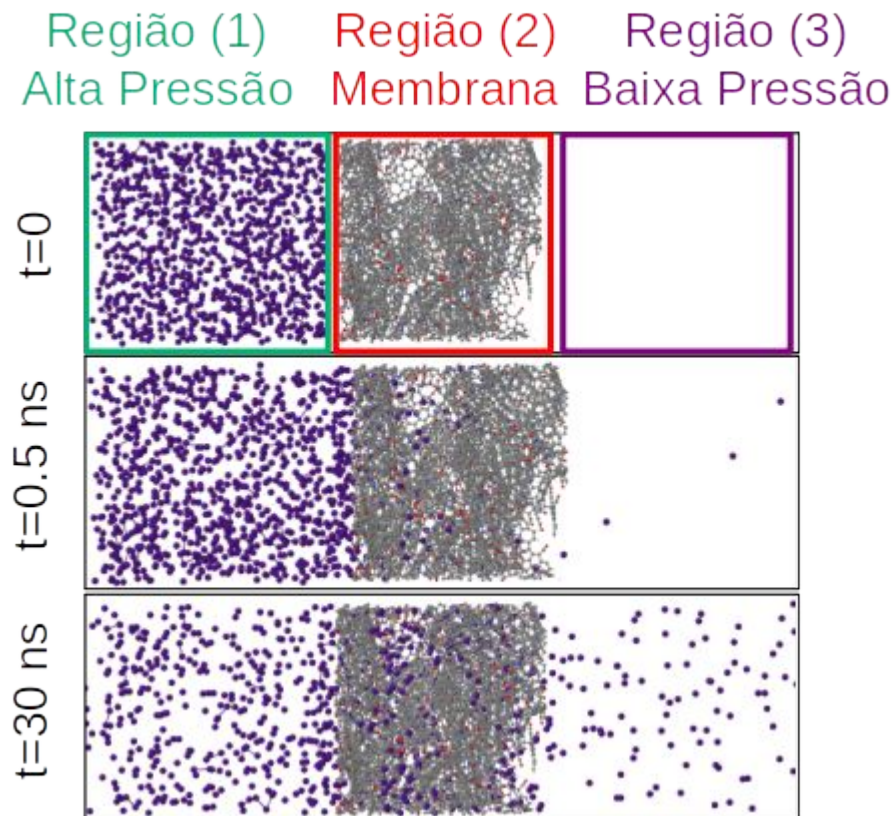 Região (1)
Alta Pressão
Região (2)
Membrana
Região (3)
Baixa Pressão
t=0
t=0.5 ns
t=30 ns